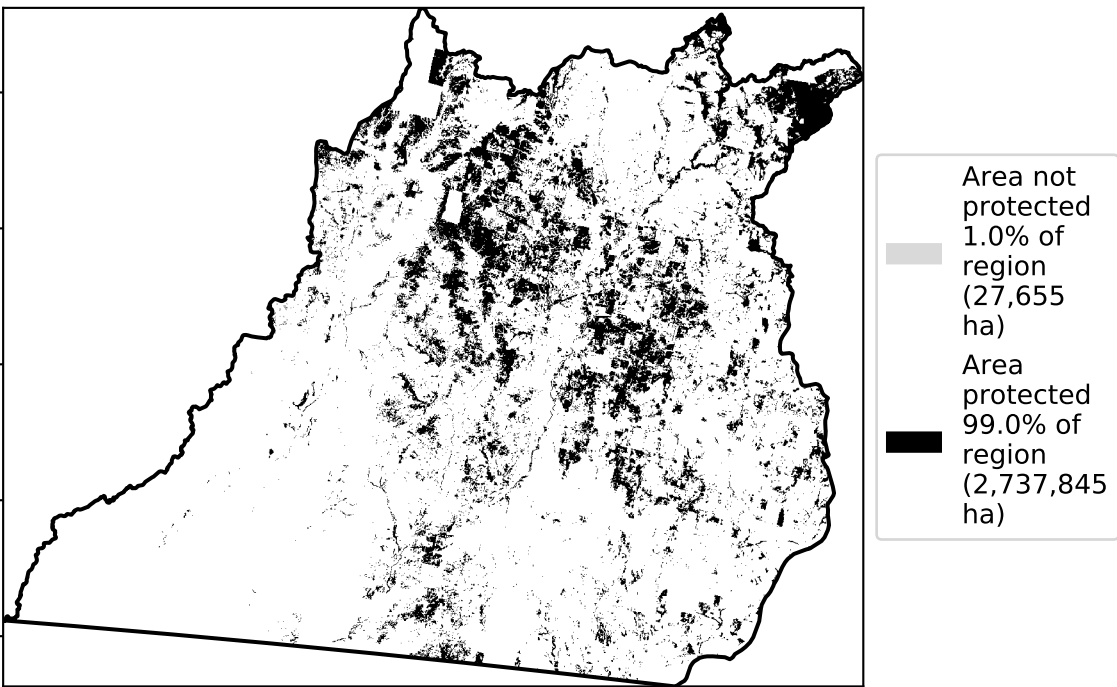 Area not
protected
1.0% of
region
(27,655
ha)
Area
protected
99.0% of
region
(2,737,845
ha)